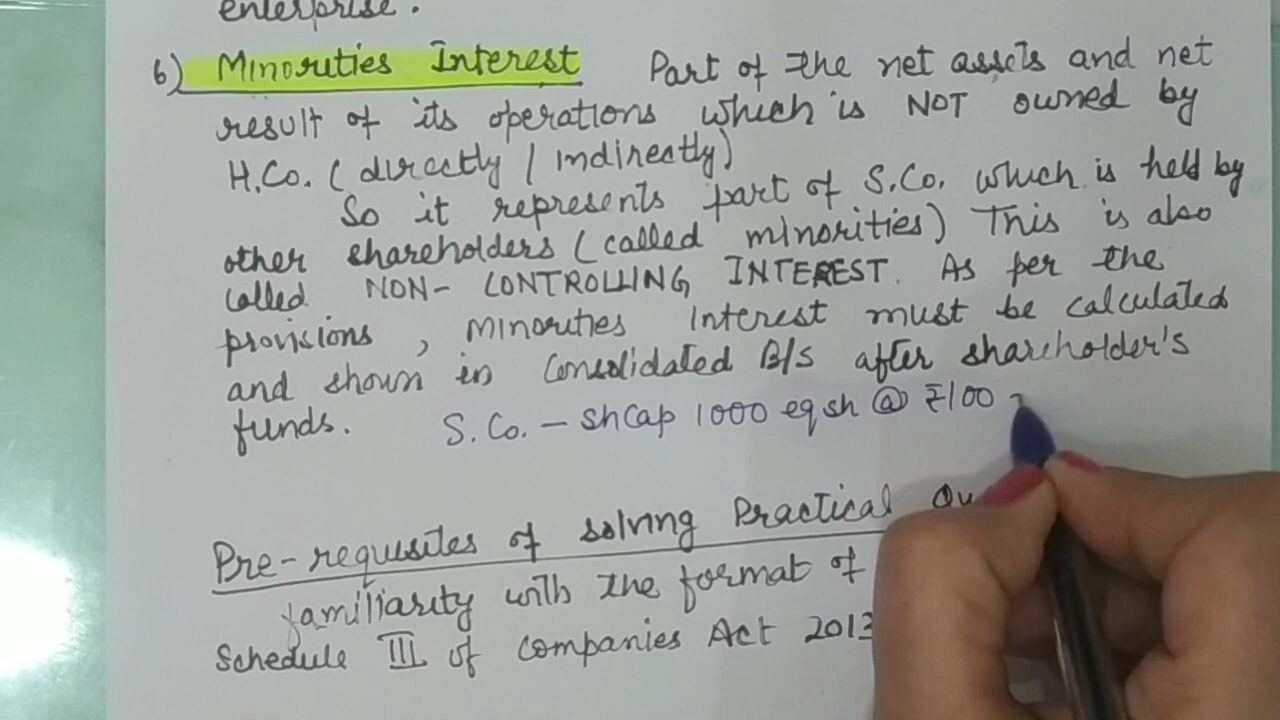 enterprise.
6) Minorities Interest Part of the net assets and net
result of its operations which is NOT owned by
H.Co. (directly / indirectly)
So it represents part of S.Co. which is held by
other shareholders (called minorities) This is also
called NON-CONTROLLING INTEREST. As per the
provisions, Minorities Interest must be calculated
and shown in Consolidated B/S after shareholder's
funds. S.Co. - ShCap 1000 eq sh @ ₹100
Pre-requisites of solving Practical Qu
familiarity with the format of
Schedule III of Companies Act 2013